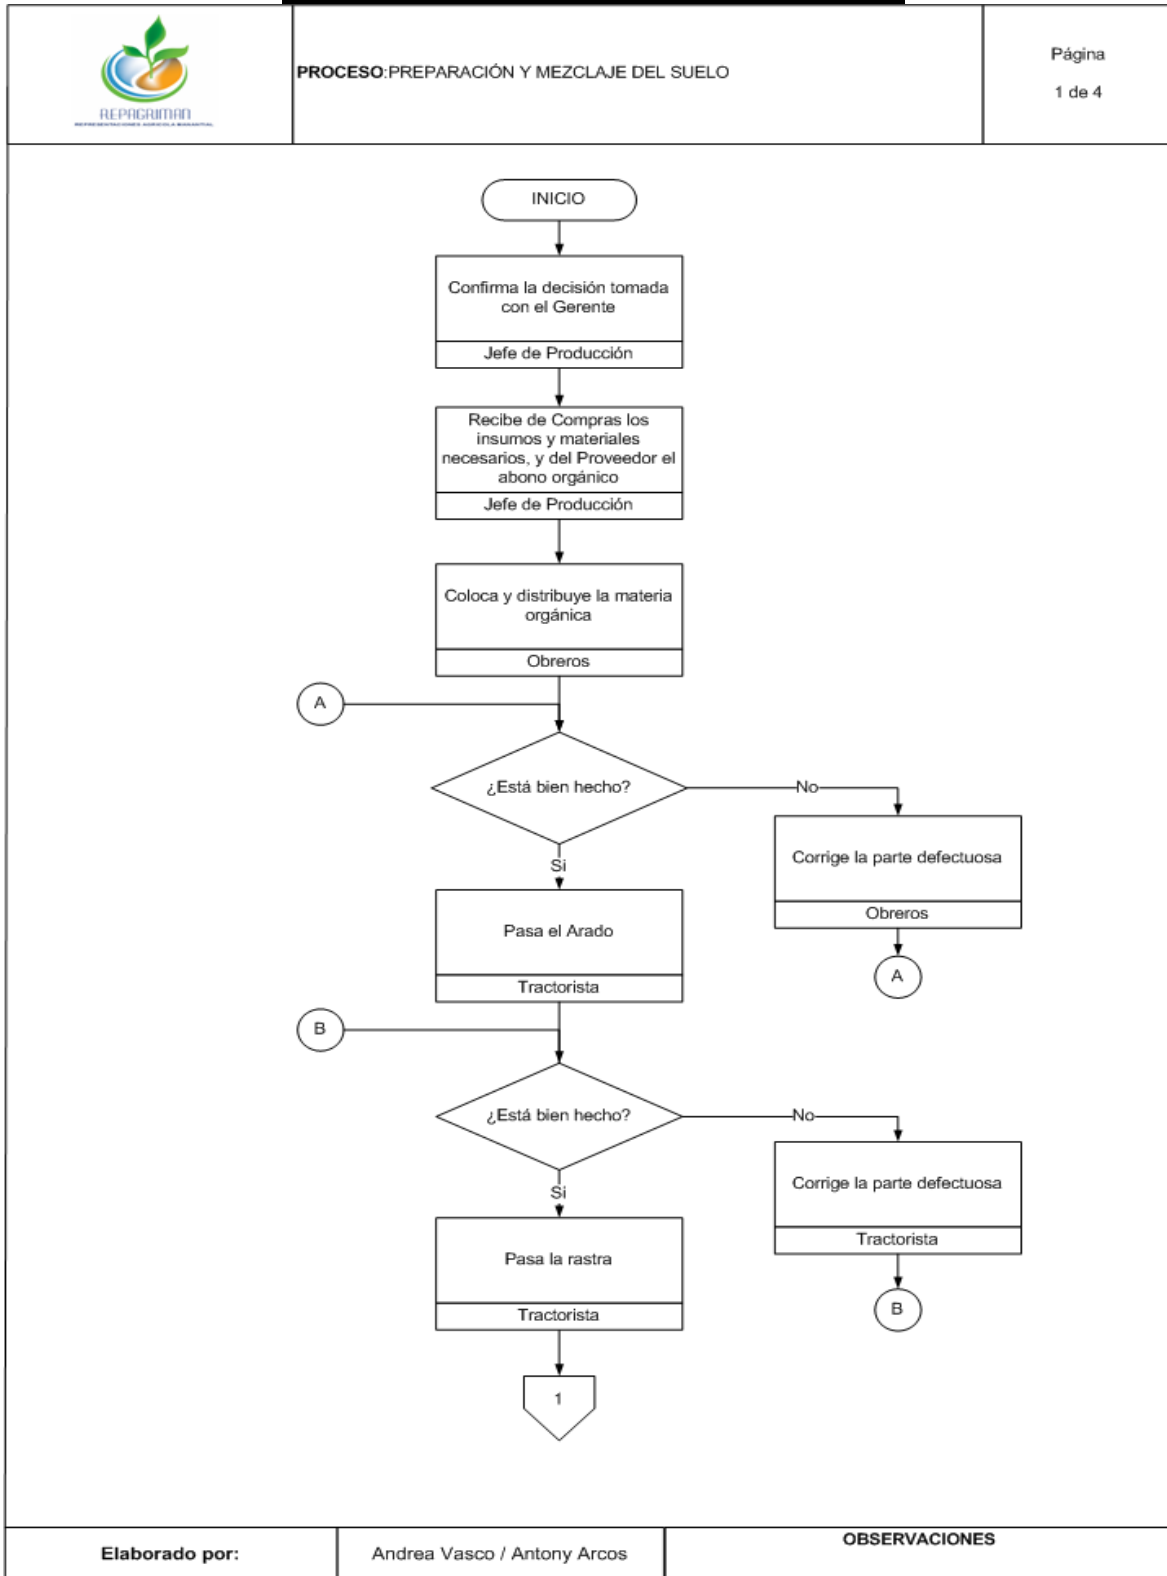 REPAGRIMAN
REPRESENTACIONES AGRICOLA MANANTIAL
PROCESO:PREPARACIÓN Y MEZCLAJE DEL SUELO
Página
1 de 4
INICIO
Confirma la decisión tomada
con el Gerente
Jefe de Producción
Recibe de Compras los
insumos y materiales
necesarios, y del Proveedor el
abono orgánico
Jefe de Producción
Coloca y distribuye la materia
orgánica
Obreros
A
¿Está bien hecho?
No
Corrige la parte defectuosa
Obreros
A
Si
Pasa el Arado
Tractorista
B
¿Está bien hecho?
No
Corrige la parte defectuosa
Tractorista
B
Si
Pasa la rastra
Tractorista
1
Elaborado por:
Andrea Vasco / Antony Arcos
OBSERVACIONES